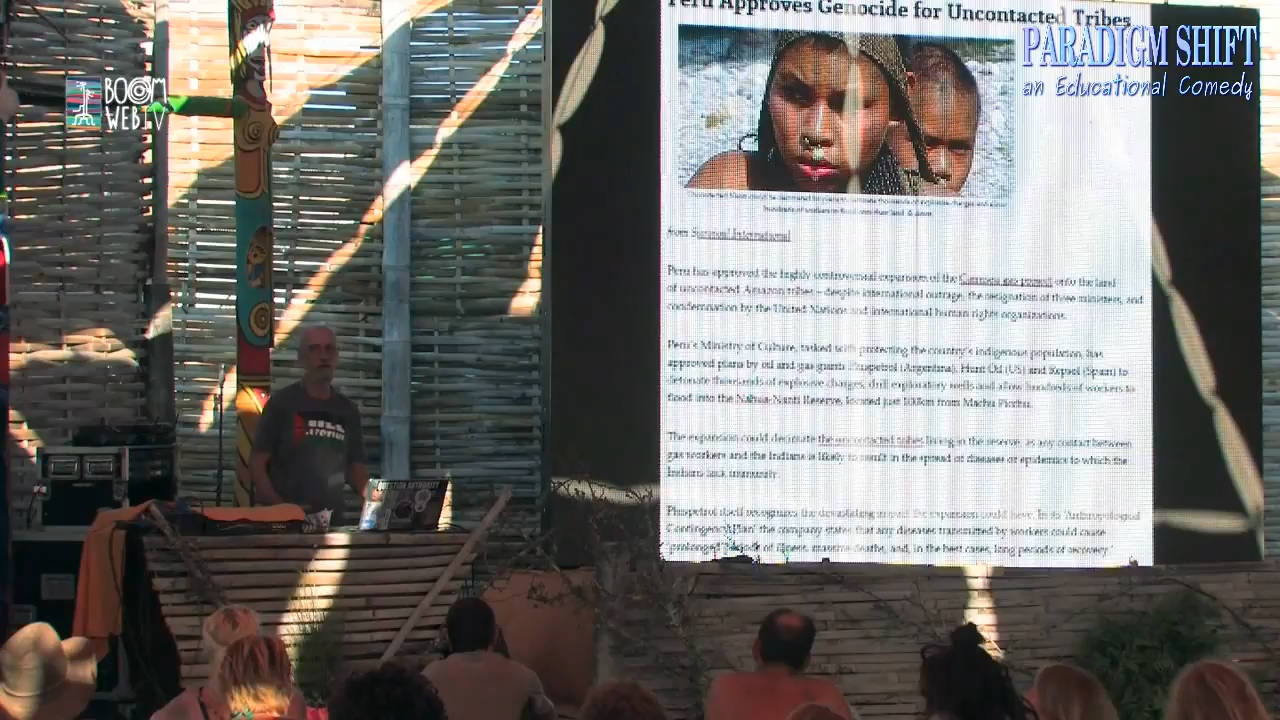 Peru Approves Genocide for Uncontacted Tribes
PARADIGM SHIFT
an Educational Comedy
BOOM
WEBTV
from Survival International
Peru has approved the highly controversial expansion of the Camisea gas project onto the land
of uncontacted Amazon tribes – despite international outrage, the resignation of three ministers, and
condemnation by the United Nations and international human rights organizations.
Peru's Ministry of Culture, tasked with protecting the country's indigenous population, has
approved plans by oil and gas giants Pluspetrol (Argentina), Hunt Oil (US) and Repsol (Spain) to
detonate thousands of explosive charges, drill exploratory wells and allow hundreds of workers to
flood into the Nahua-Nanti Reserve, located just 100km from Machu Picchu.
The expansion could decimate the uncontacted tribes living in the reserve, as any contact between
gas workers and the Indians is likely to result in the spread of diseases or epidemics to which the
Indians lack immunity.
Pluspetrol itself recognizes the devastating the expansion could have. In its 'Anthropological
Contingency Plan' the company states that any diseases transmitted by workers could cause
prolonged periods of illness, massive deaths, and, in the best cases, long periods of recovery."
QUESTION AUTHORITY